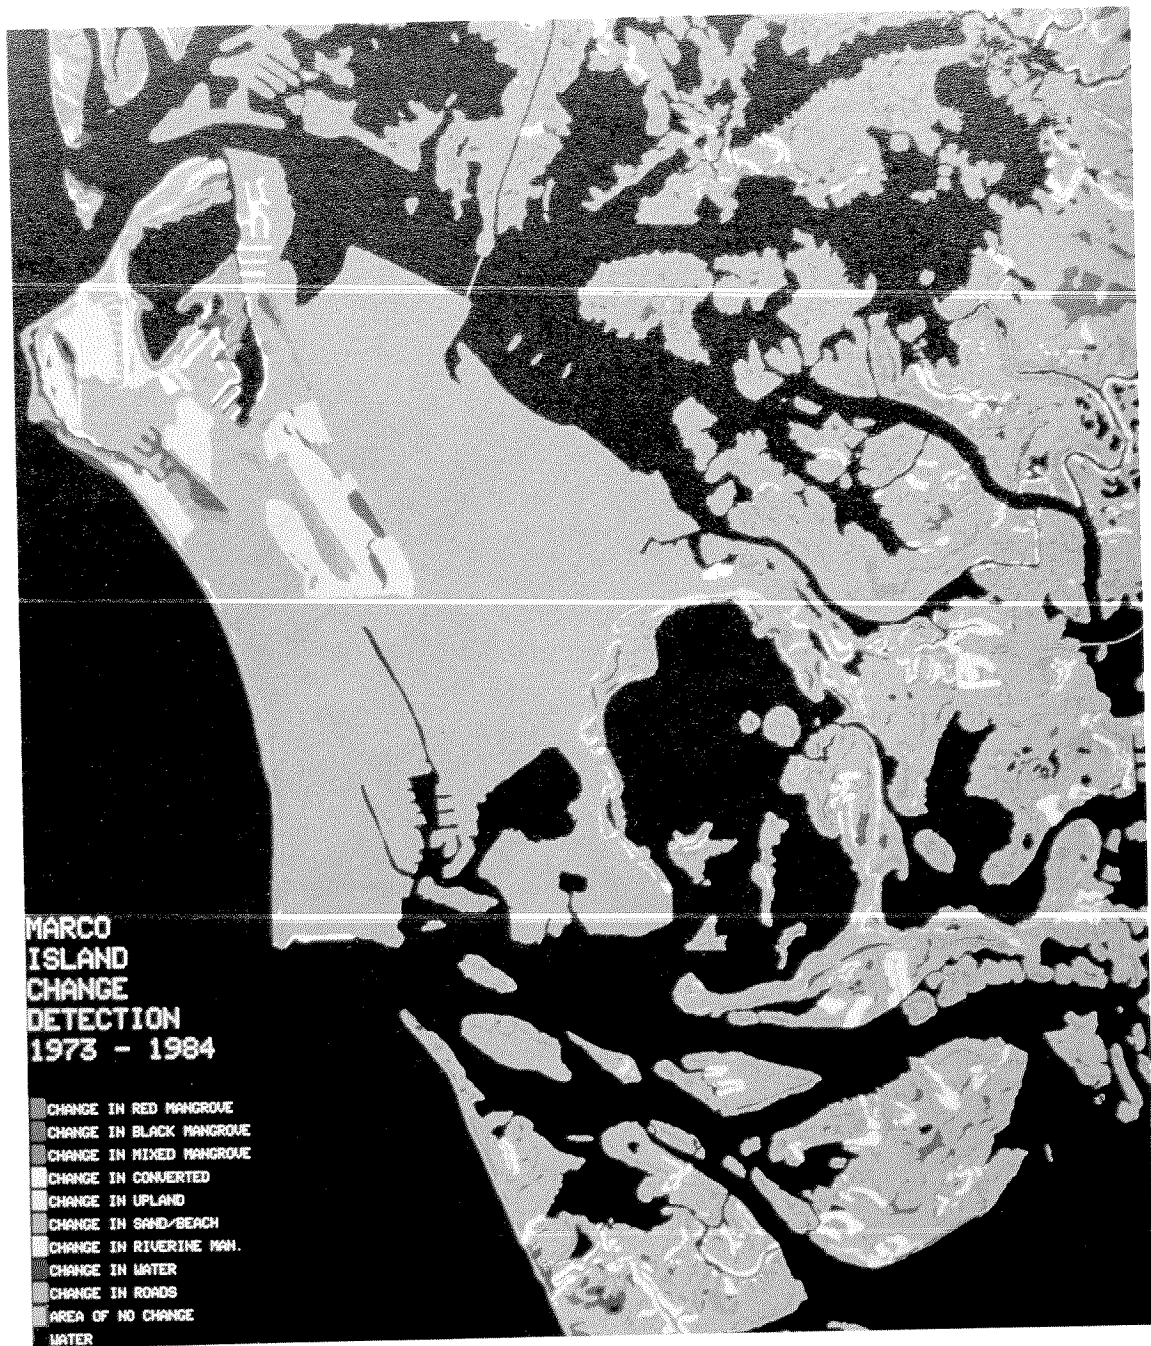 MARCO
ISLAND
CHANGE
DETECTION
1973 - 1984
CHANGE IN RED MANGROVE
CHANGE IN BLACK MANGROVE
CHANGE IN MIXED MANGROVE
CHANGE IN CONVERTED
CHANGE IN UPLAND
CHANGE IN SAND/BEACH
CHANGE IN RIVERINE MAN.
CHANGE IN WATER
CHANGE IN ROADS
AREA OF NO CHANGE
WATER